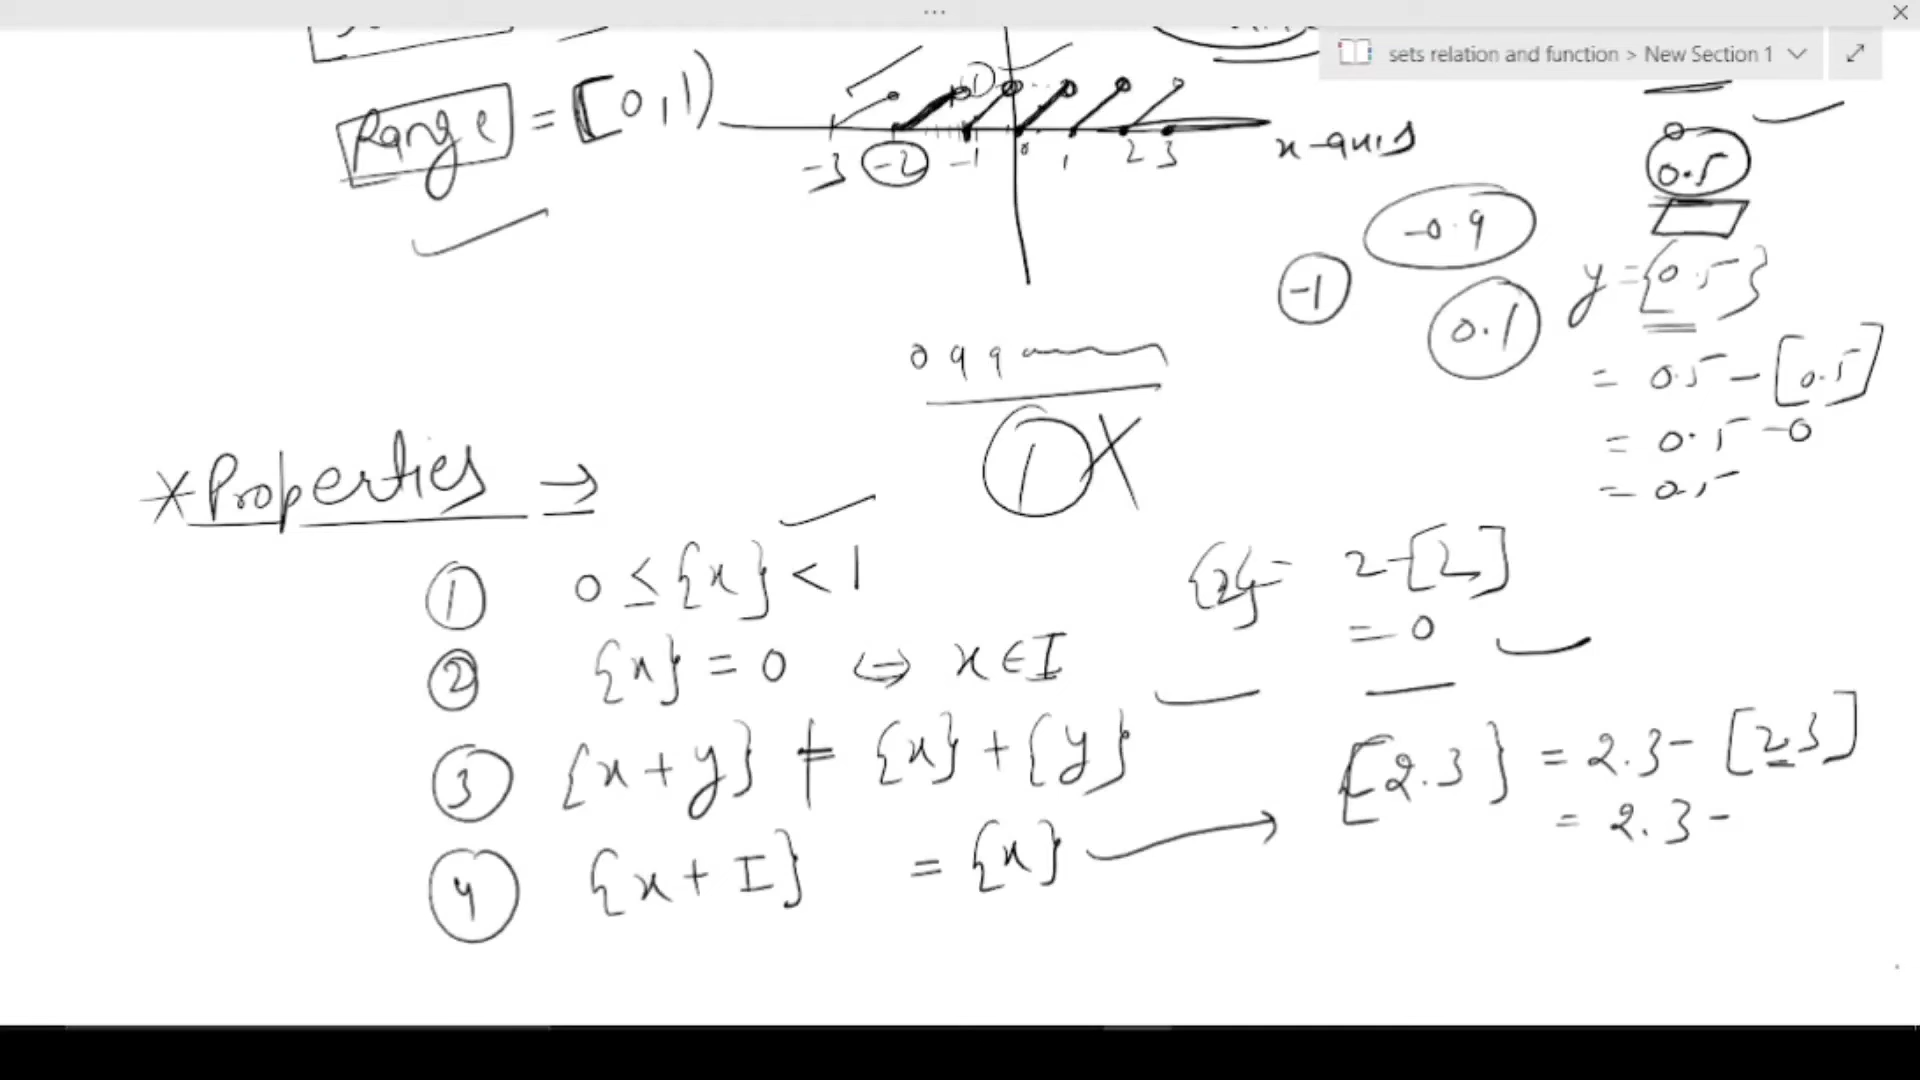 sets relation and function > New Section 1
Range = [0,1)
-3 -2 -1 0 1 2 3
1
x-axis
0.5
-0.9
-1
0.1
y = {0.5}
= 0.5 - [0.5]
= 0.5 - 0
= 0.5
0 9 9
1 X
*Properties →
① 0 ≤ {x} < 1
{2} = 2 - [2]
= 0
② {x} = 0 ↔ x ∈ I
③ {x + y} ≠ {x} + {y}
{2.3} = 2.3 - [2.3]
= 2.3 -
④ {x + I} = {x} →